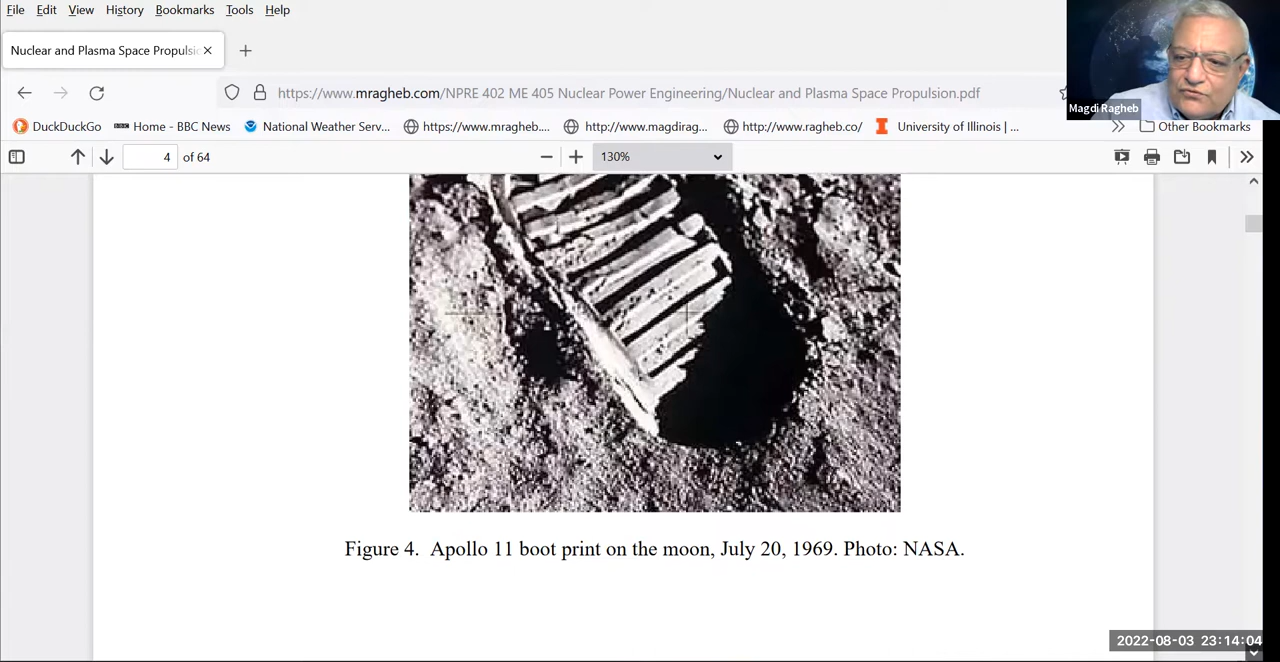 File Edit View History Bookmarks Tools Help
Nuclear and Plasma Space Propulsi
https://www.mragheb.com/NPRE 402 ME 405 Nuclear Power Engineering/Nuclear and Plasma Space Propulsion.pdf
Magdi Ragheb
DuckDuckGo BBC Home - BBC News National Weather Serv... https://www.mragheb.... http://www.magdirag... http://www.ragheb.co/ I University of Illinois | ... Other Bookmarks
4 of 64 130%
Figure 4. Apollo 11 boot print on the moon, July 20, 1969. Photo: NASA.
2022-08-03 23:14:04